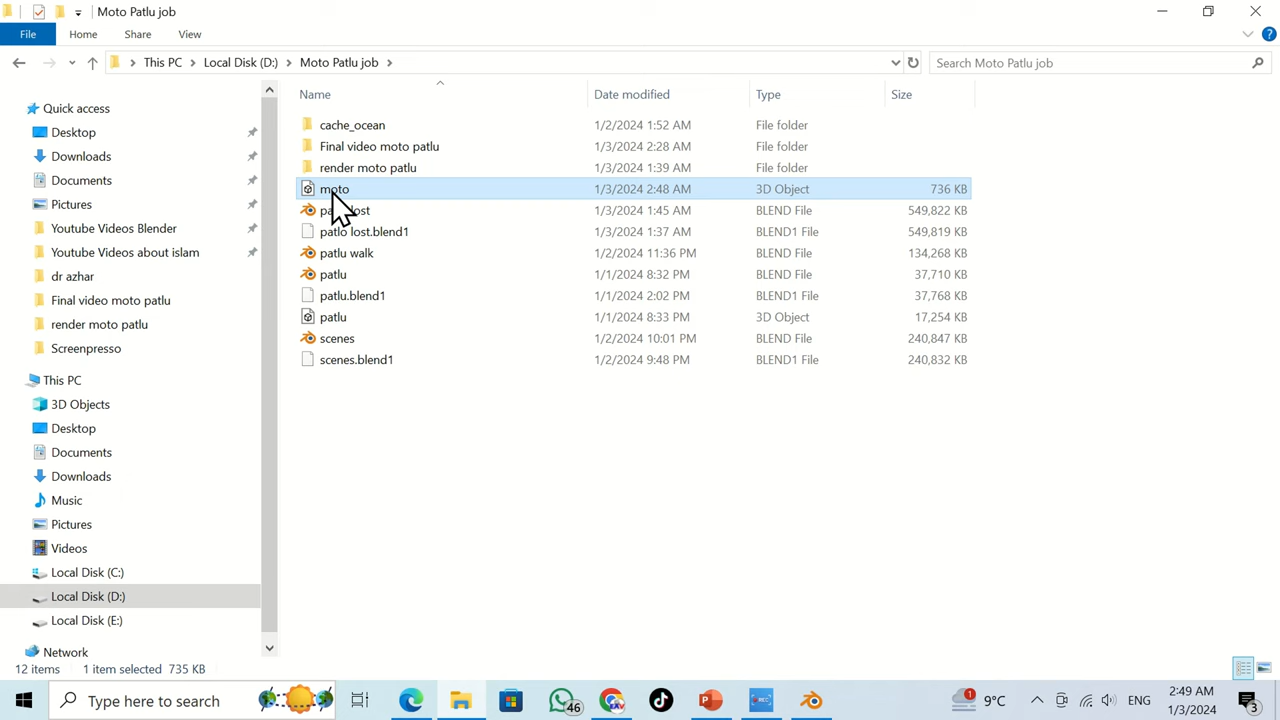 Moto Patlu job
File Home Share View
This PC Local Disk (D:) Moto Patlu job
Search Moto Patlu job
Name Date modified Type Size
Quick access
Desktop
Downloads
Documents
Pictures
Youtube Videos Blender
Youtube Videos about islam
dr azhar
Final video moto patlu
render moto patlu
Screenpresso
This PC
3D Objects
Desktop
Documents
Downloads
Music
Pictures
Videos
Local Disk (C:)
Local Disk (D:)
Local Disk (E:)
Network
cache_ocean 1/2/2024 1:52 AM File folder
Final video moto patlu 1/3/2024 2:28 AM File folder
render moto patlu 1/3/2024 1:39 AM File folder
moto 1/3/2024 2:48 AM 3D Object 736 KB
lost 1/3/2024 1:45 AM BLEND File 549,822 KB
patlo lost.blend1 1/3/2024 1:37 AM BLEND1 File 549,819 KB
patlu walk 1/2/2024 11:36 PM BLEND File 134,268 KB
patlu 1/1/2024 8:32 PM BLEND File 37,710 KB
patlu.blend1 1/1/2024 2:02 PM BLEND1 File 37,768 KB
patlu 1/1/2024 8:33 PM 3D Object 17,254 KB
scenes 1/2/2024 10:01 PM BLEND File 240,847 KB
scenes.blend1 1/2/2024 9:48 PM BLEND1 File 240,832 KB
12 items 1 item selected 735 KB
Type here to search
46
9°C
ENG
2:49 AM
1/3/2024
3